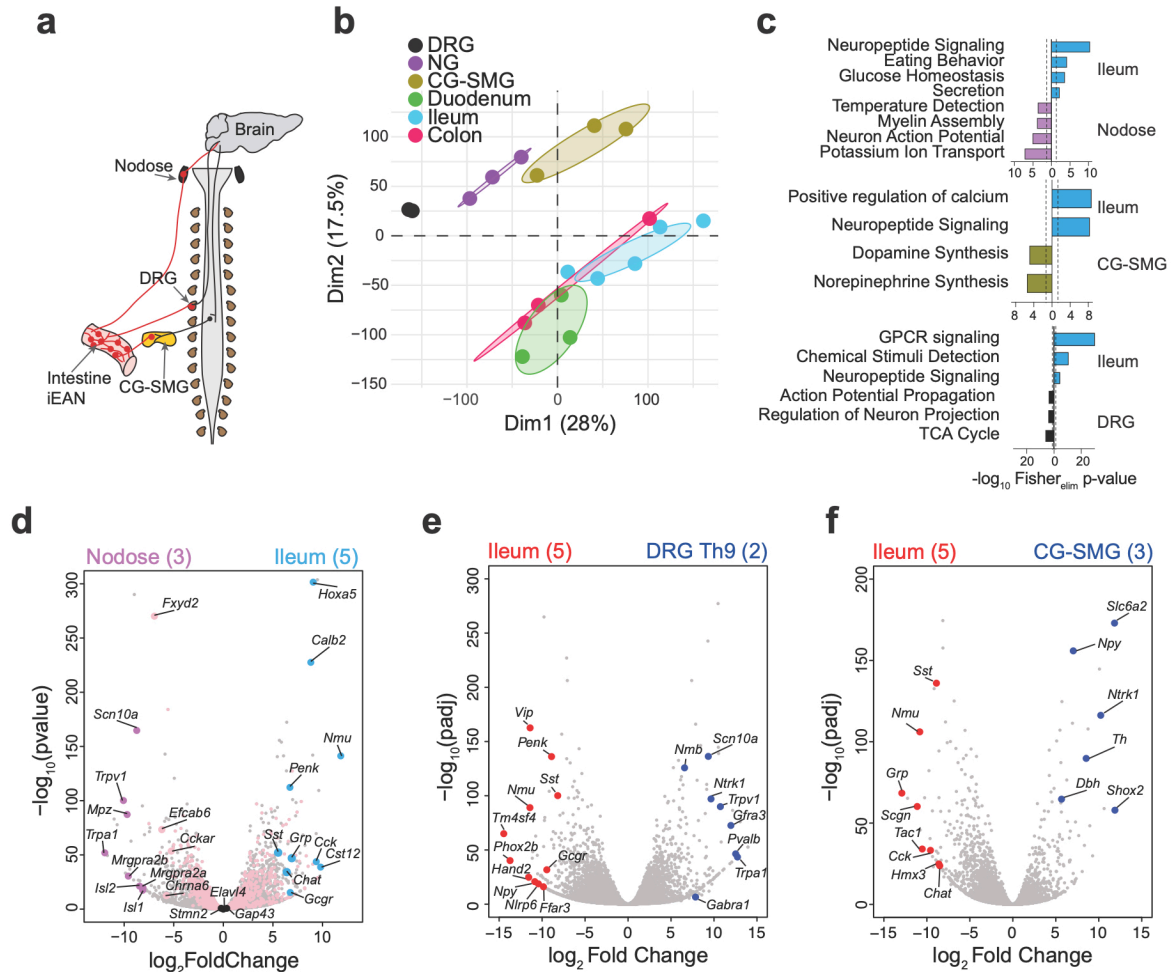 a
Brain
Nodose
DRG
Intestine
iEAN
CG-SMG
b
DRG
NG
CG-SMG
Duodenum
Ileum
Colon
Dim2 (17.5%)
100
50
0
−50
−100
−150
−100
0
100
Dim1 (28%)
c
Neuropeptide Signaling
Eating Behavior
Glucose Homeostasis
Secretion
Temperature Detection
Myelin Assembly
Neuron Action Potential
Potassium Ion Transport
Ileum
Nodose
10 5 0 5 10
Positive regulation of calcium
Neuropeptide Signaling
Dopamine Synthesis
Norepinephrine Synthesis
Ileum
CG-SMG
8 4 0 4 8
GPCR signaling
Chemical Stimuli Detection
Neuropeptide Signaling
Action Potential Propagation
Regulation of Neuron Projection
TCA Cycle
Ileum
DRG
20 0 20
-log10 Fisherelim p-value
d
Nodose (3)
Ileum (5)
−log10(pvalue)
300
250
200
150
100
50
0
Hoxa5
Fxyd2
Calb2
Scn10a
Nmu
Trpv1
Penk
Mpz
Efcab6
Trpa1
Cckar
Sst
Grp
Cck
Cst12
Mrgpra2b
Mrgpra2a
Chat
Isl2
Chrna6
Elavl4
Gcgr
Isl1
Stmn2
Gap43
−10 −5 0 5 10
log2FoldChange
e
Ileum (5)
DRG Th9 (2)
−log10(padj)
300
250
200
150
100
50
0
Vip
Penk
Nmb
Scn10a
Sst
Nmu
Ntrk1
Trpv1
Tm4sf4
Gfra3
Phox2b
Gcgr
Pvalb
Hand2
Trpa1
Npy
Nlrp6
Ffar3
Gabra1
−15 −10 −5 0 5 10 15
log2 Fold Change
f
Ileum (5)
CG-SMG (3)
−log10(padj)
200
150
100
50
0
Slc6a2
Npy
Sst
Ntrk1
Nmu
Th
Grp
Dbh
Scgn
Shox2
Tac1
Cck
Hmx3
Chat
−15 −10 −5 0 5 10 15
log2 Fold Change